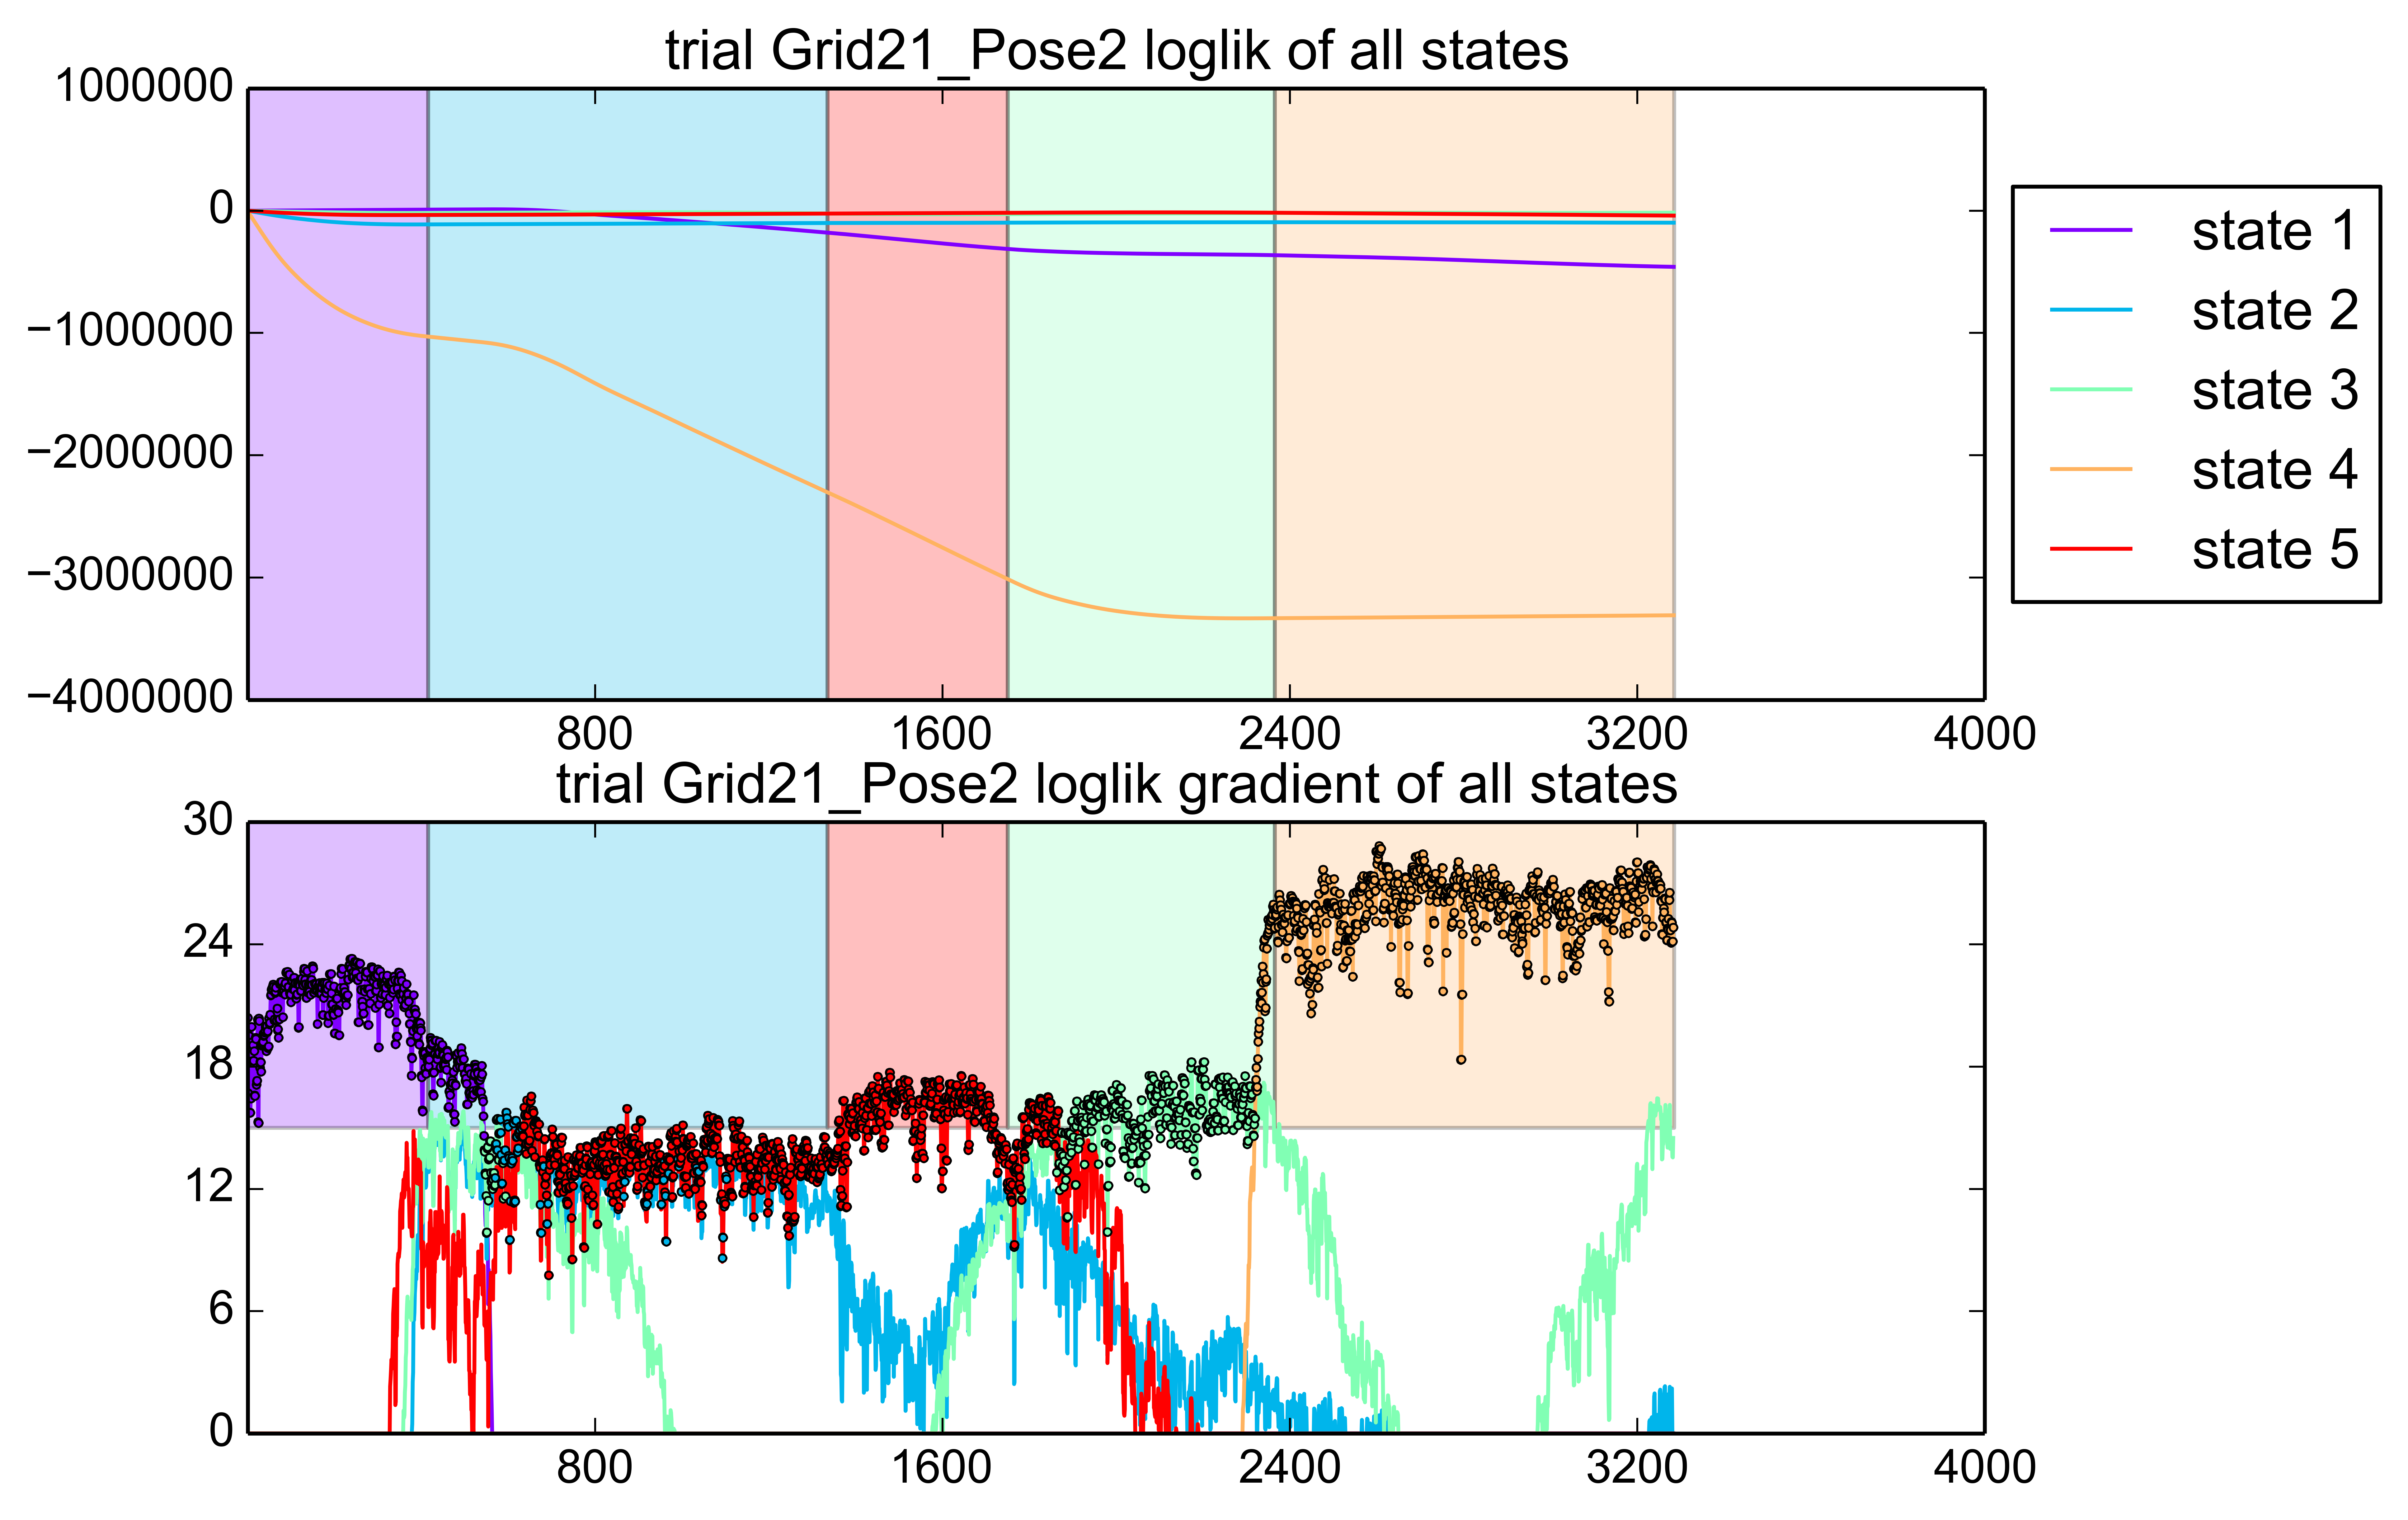 trial Grid21_Pose2 loglik of all states
1000000
0
−1000000
−2000000
−3000000
−4000000
800 1600 2400 3200 4000
state 1
state 2
state 3
state 4
state 5
trial Grid21_Pose2 loglik gradient of all states
30
24
18
12
6
0
800 1600 2400 3200 4000